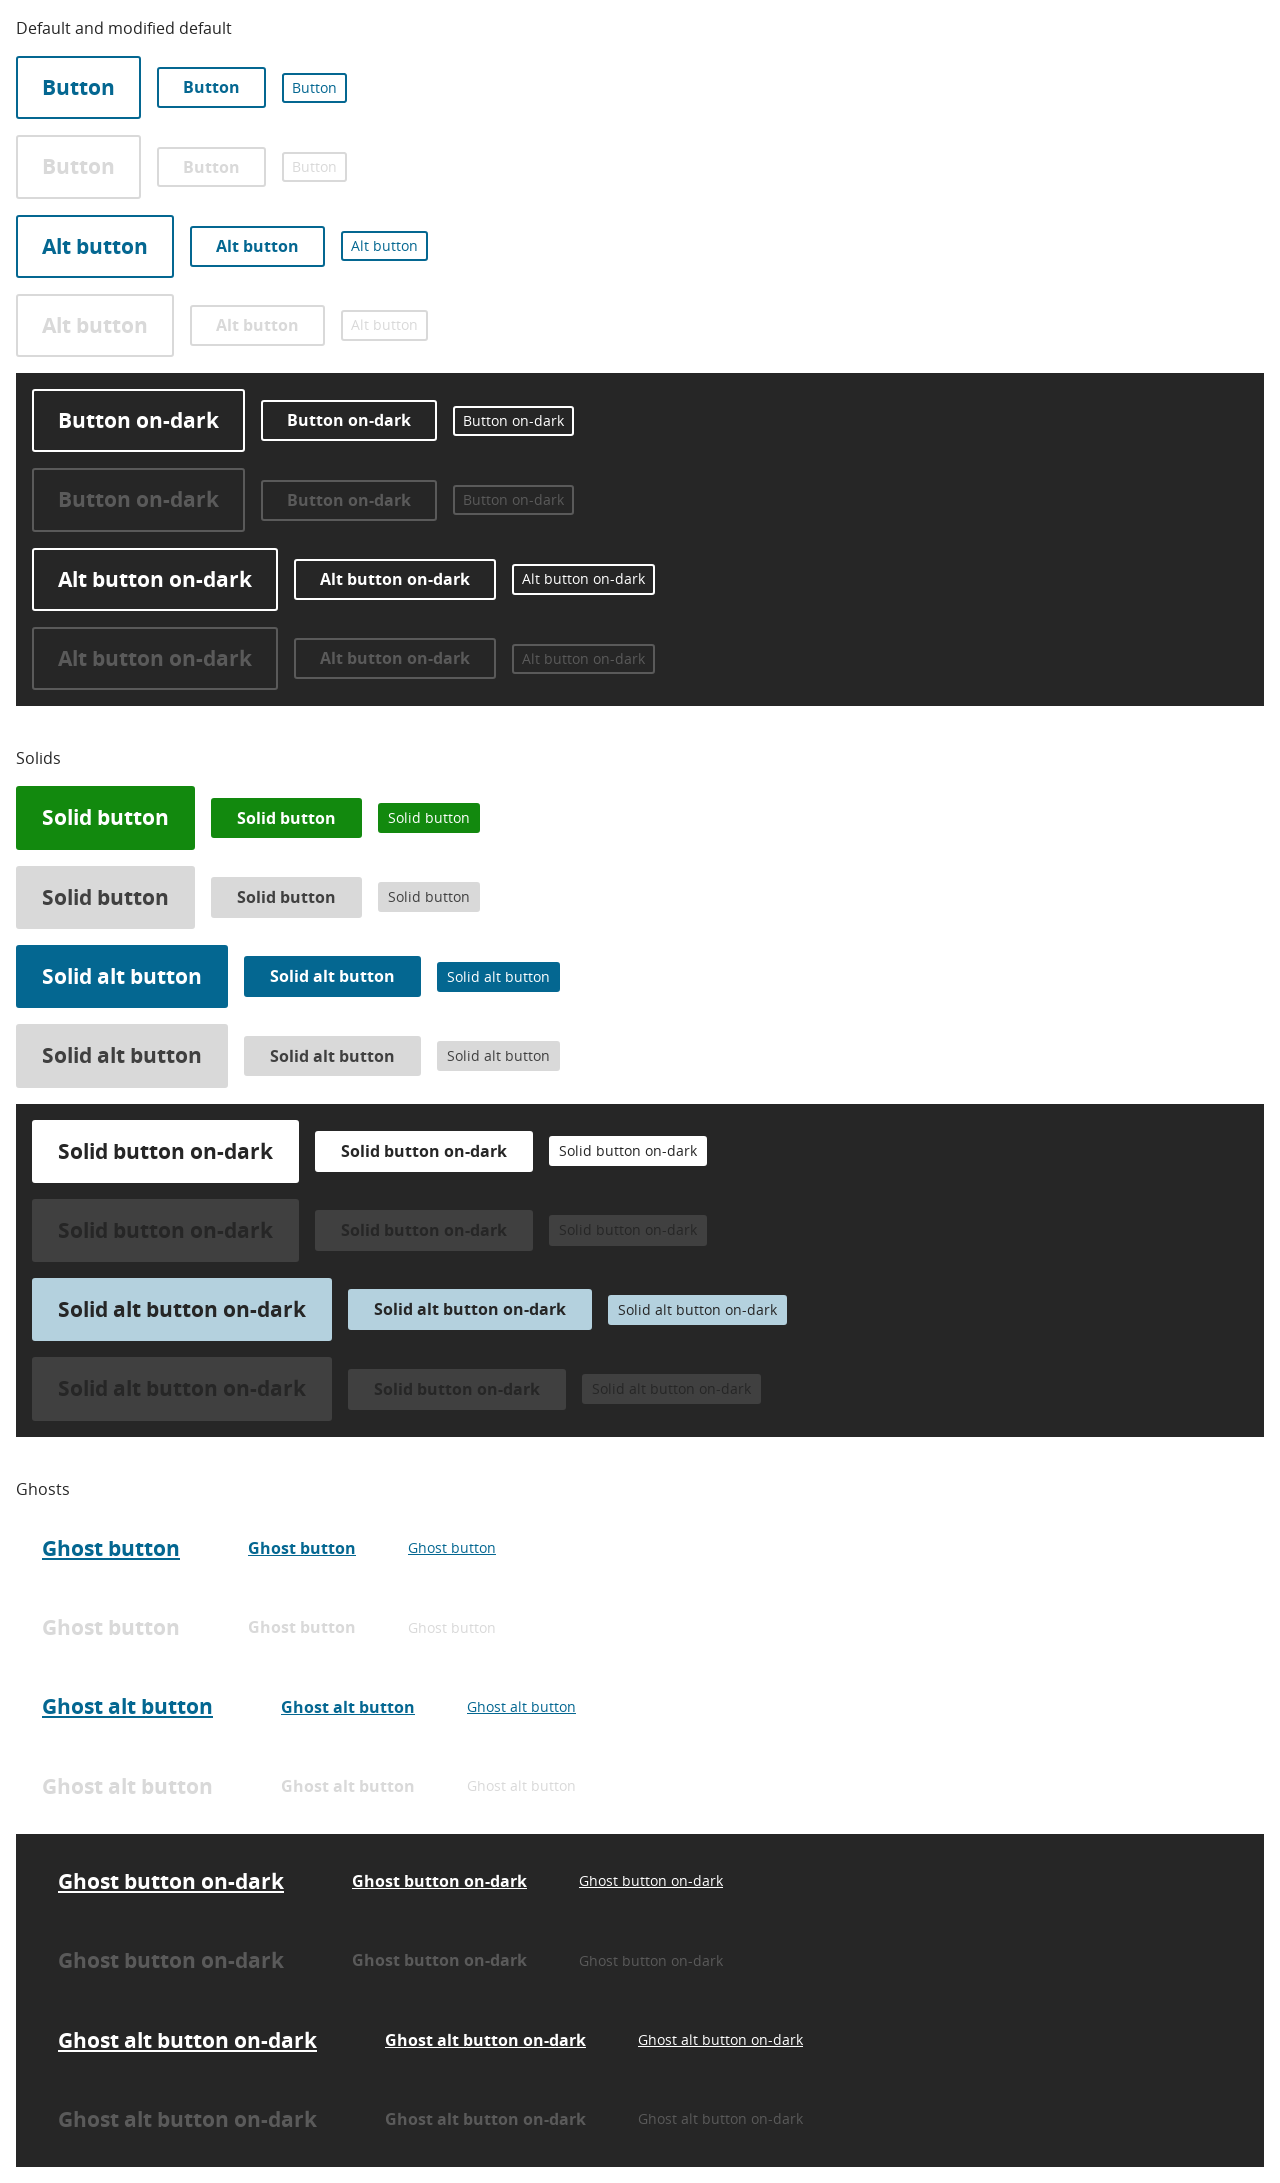 Default and modified default
Button Button Button
Button Button Button
Alt button Alt button Alt button
Alt button Alt button Alt button
Button on-dark Button on-dark Button on-dark
Button on-dark Button on-dark Button on-dark
Alt button on-dark Alt button on-dark Alt button on-dark
Alt button on-dark Alt button on-dark Alt button on-dark
Solids
Solid button Solid button Solid button
Solid button Solid button Solid button
Solid alt button Solid alt button Solid alt button
Solid alt button Solid alt button Solid alt button
Solid button on-dark Solid button on-dark Solid button on-dark
Solid button on-dark Solid button on-dark Solid button on-dark
Solid alt button on-dark Solid alt button on-dark Solid alt button on-dark
Solid alt button on-dark Solid button on-dark Solid alt button on-dark
Ghosts
Ghost button Ghost button Ghost button
Ghost button Ghost button Ghost button
Ghost alt button Ghost alt button Ghost alt button
Ghost alt button Ghost alt button Ghost alt button
Ghost button on-dark Ghost button on-dark Ghost button on-dark
Ghost button on-dark Ghost button on-dark Ghost button on-dark
Ghost alt button on-dark Ghost alt button on-dark Ghost alt button on-dark
Ghost alt button on-dark Ghost alt button on-dark Ghost alt button on-dark